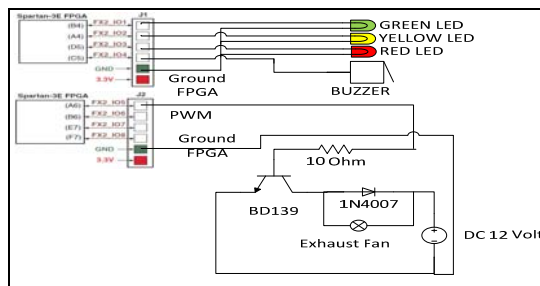 Spartan-3E FPGA
J1
(B4) FX2_IO1
(A4) FX2_IO2
(D5) FX2_IO3
(C5) FX2_IO4
GND
3.3V
Ground
FPGA
GREEN LED
YELLOW LED
RED LED
BUZZER
Spartan-3E FPGA
J2
(A6) FX2_IO5
(B6) FX2_IO6
(E7) FX2_IO7
(F7) FX2_IO8
GND
3.3V
PWM
Ground
FPGA
10 Ohm
BD139
1N4007
Exhaust Fan
DC 12 Volt